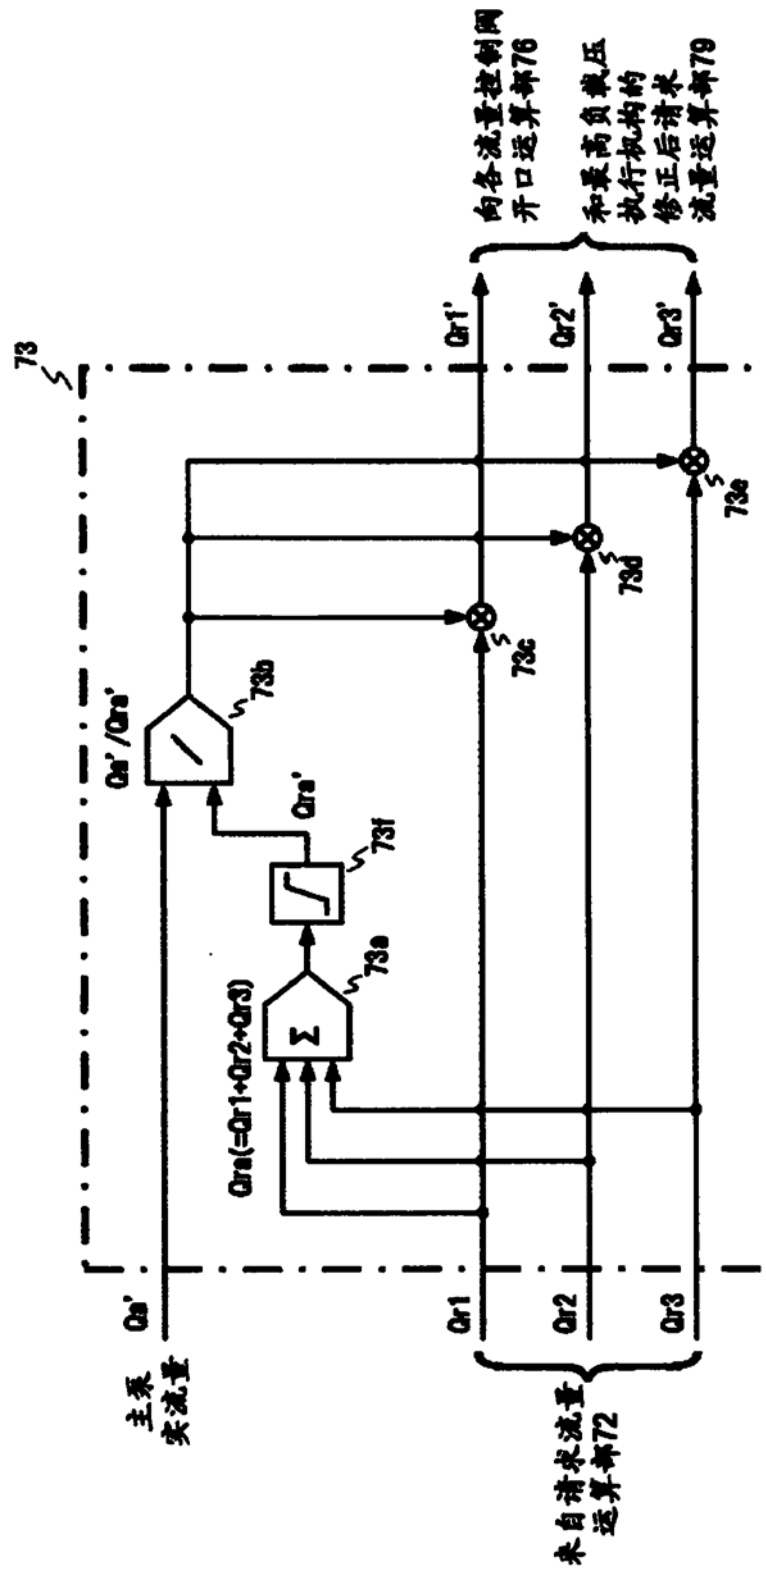 73
主泵
实流量
Qa'
Qa'/Qra'
73b
Qra'
73f
Qra(=Qr1+Qr2+Qr3)
Σ
73a
来自请求流量
运算部72
Qr1
Qr2
Qr3
73c
73d
73e
Qr1'
Qr2'
Qr3'
向各流量控制阀
开口运算部76
和最高负载压
执行机构的
修正后请求
流量运算部79